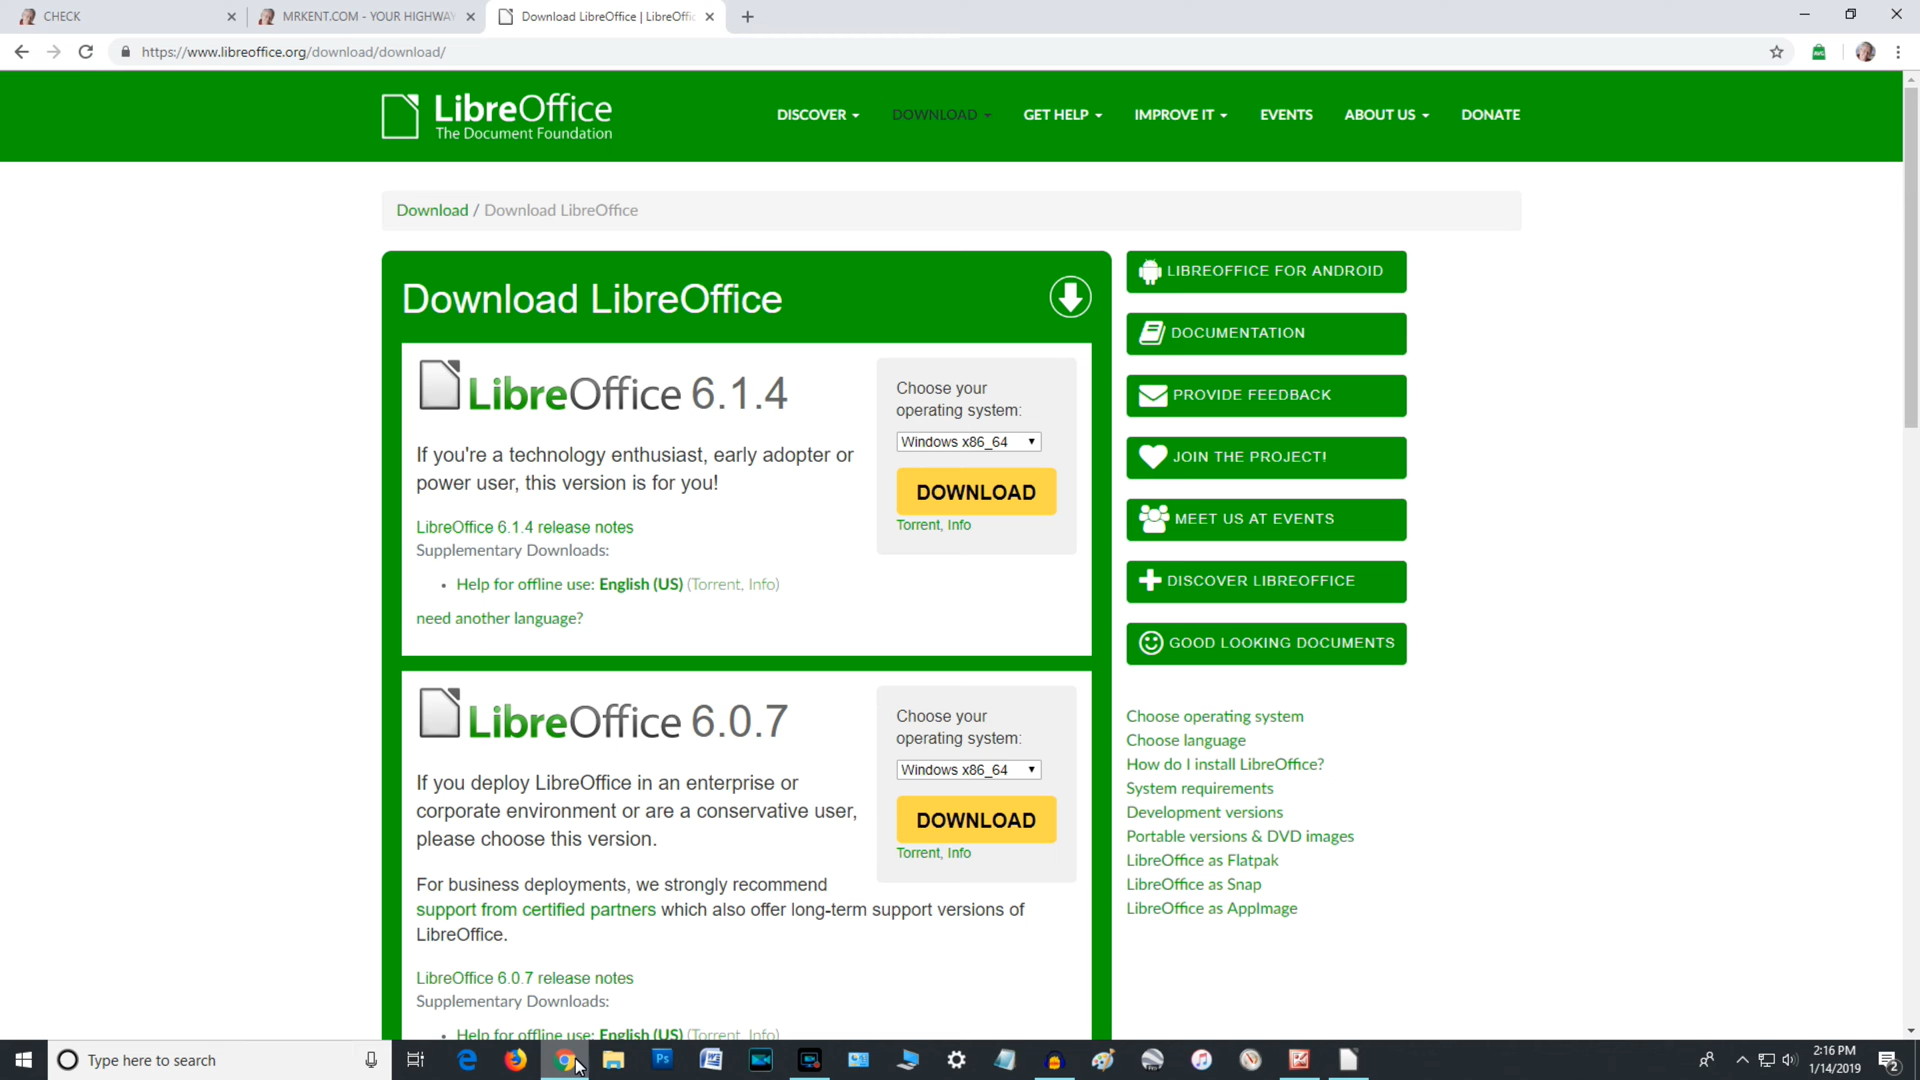 CHECK
MRKENT.COM - YOUR HIGHWAY
Download LibreOffice | LibreOffic
https://www.libreoffice.org/download/download/
LibreOffice
The Document Foundation
DISCOVER
DOWNLOAD
GET HELP
IMPROVE IT
EVENTS
ABOUT US
DONATE
Download / Download LibreOffice
Download LibreOffice
LibreOffice 6.1.4
If you're a technology enthusiast, early adopter or
power user, this version is for you!
LibreOffice 6.1.4 release notes
Supplementary Downloads:
• Help for offline use: English (US) (Torrent, Info)
need another language?
Choose your
operating system:
Windows x86_64
DOWNLOAD
Torrent, Info
LibreOffice 6.0.7
If you deploy LibreOffice in an enterprise or
corporate environment or are a conservative user,
please choose this version.
For business deployments, we strongly recommend
support from certified partners which also offer long-term support versions of
LibreOffice.
LibreOffice 6.0.7 release notes
Supplementary Downloads:
Help for offline use: English (US) (Torrent, Info)
Choose your
operating system:
Windows x86_64
DOWNLOAD
Torrent, Info
LIBREOFFICE FOR ANDROID
DOCUMENTATION
PROVIDE FEEDBACK
JOIN THE PROJECT!
MEET US AT EVENTS
DISCOVER LIBREOFFICE
GOOD LOOKING DOCUMENTS
Choose operating system
Choose language
How do I install LibreOffice?
System requirements
Development versions
Portable versions & DVD images
LibreOffice as Flatpak
LibreOffice as Snap
LibreOffice as AppImage
Type here to search
Ps
2:16 PM
1/14/2019
2